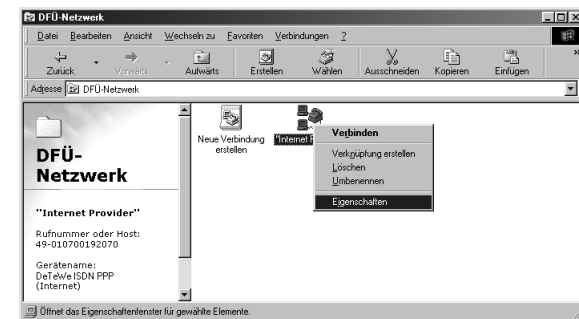 DFÜ-Netzwerk
Datei Bearbeiten Ansicht Wechseln zu Favoriten Verbindungen ?
Zurück Vorwärts Aufwärts Erstellen Wählen Ausschneiden Kopieren Einfügen »
Adresse DFÜ-Netzwerk
DFÜ-
Netzwerk
"Internet Provider"
Rufnummer oder Host:
49-010700192070
Gerätename:
DeTeWe ISDN PPP
(Internet)
Neue Verbindung
erstellen
"Internet
Verbinden
Verknüpfung erstellen
Löschen
Umbenennen
Eigenschaften
Öffnet das Eigenschaftenfenster für gewählte Elemente.